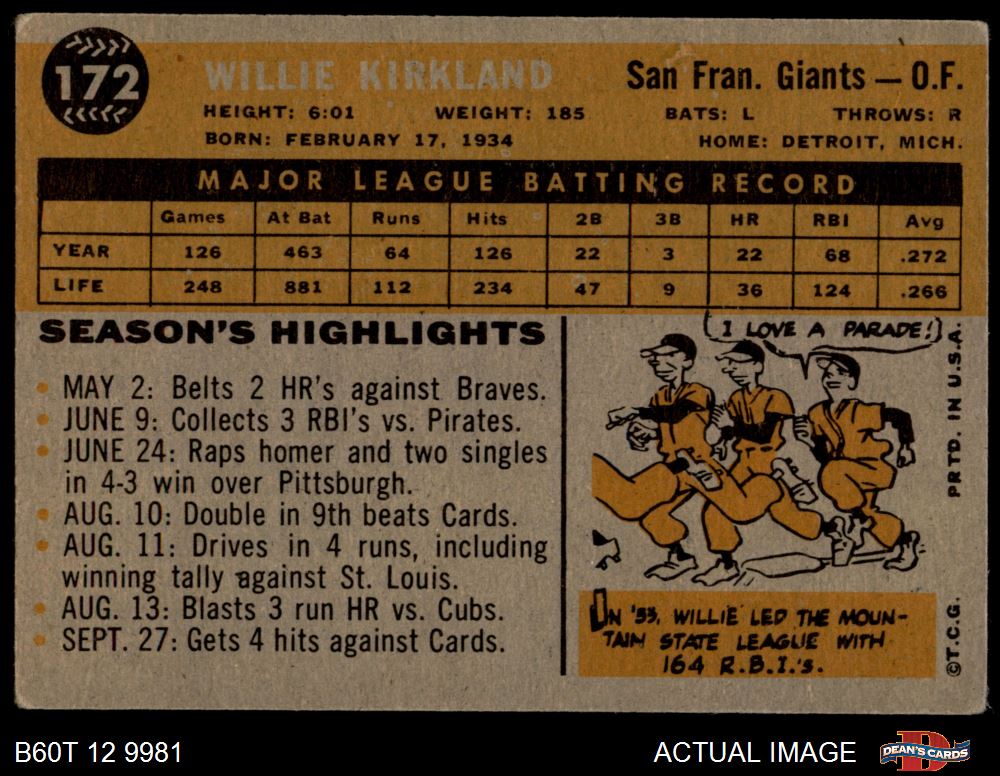 172
WILLIE KIRKLAND
San Fran. Giants — O.F.
HEIGHT: 6:01 WEIGHT: 185 BATS: L THROWS: R
BORN: FEBRUARY 17, 1934 HOME: DETROIT, MICH.
MAJOR LEAGUE BATTING RECORD
Games At Bat Runs Hits 2B 3B HR RBI Avg
YEAR 126 463 64 126 22 3 22 68 .272
LIFE 248 881 112 234 47 9 36 124 .266
SEASON'S HIGHLIGHTS
• MAY 2: Belts 2 HR's against Braves.
• JUNE 9: Collects 3 RBI's vs. Pirates.
• JUNE 24: Raps homer and two singles
in 4-3 win over Pittsburgh.
• AUG. 10: Double in 9th beats Cards.
• AUG. 11: Drives in 4 runs, including
winning tally against St. Louis.
• AUG. 13: Blasts 3 run HR vs. Cubs.
• SEPT. 27: Gets 4 hits against Cards.
I LOVE A PARADE!
IN '53, WILLIE LED THE MOUN-
TAIN STATE LEAGUE WITH
164 R.B.I.'s.
©T.C.G. PRTD. IN U.S.A.
B60T 12 9981
ACTUAL IMAGE
DEAN'S CARDS